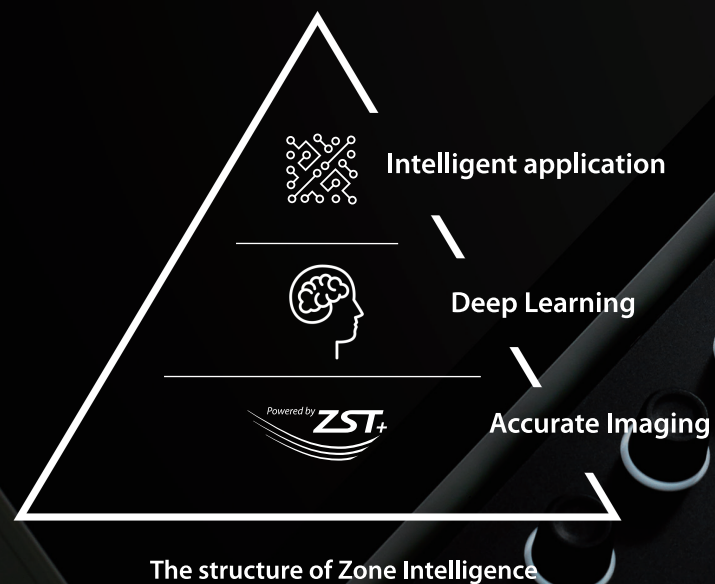 Intelligent application
Deep Learning
Powered by ZST+
Accurate Imaging
The structure of Zone Intelligence